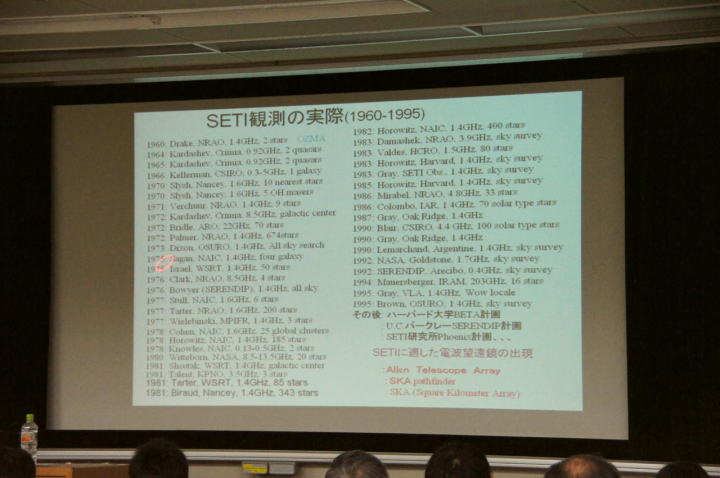 SETI観測の実際(1960-1995)
1960: Drake, NRAO, 1.4GHz, 2 stars OZMA
1964 Kardashev, Crimia, 0.92GHz, 2 quasars
1965 Kardashev, Crimia, 0.92GHz, 2 quasars
1966 Kellerman, CSIRO, 0.3-5GHz, 1 galaxy
1970 Slysh, Nancey, 1.6GHz, 10 nearest stars
1970 Slysh, Nancey, 1.6GHz, 5 OH masers
1971 Verchuur, NRAO, 1.4GHz, 9 stars
1972 Kardashev, Crimia, 8.5GHz, galactic center
1972 Bridle, ARO, 22GHz, 70 stars
1972 Palmer, NRAO, 1.4GHz, 674stars
1973 Dixon, OSURO, 1.4GHz, All sky search
1975 Sagan, NAIC, 1.4GHz, four galaxy
Israel, WSRT, 1.4GHz, 50 stars
1976 Clark, NRAO, 8.5GHz, 4 stars
1976 Bowyer (SERENDIP), 1.4GHz, all sky
1977 Stull, NAIC, 1.6GHz, 6 stars
1977 Tarter, NRAO, 1.6GHz, 200 stars
1977 Wielebinski, MPIFR, 1.4GHz, 3 stars
1978 Cohen, NAIC, 1.6GHz, 25 global clusters
1978 Horowitz, NAIC, 1.4GHz, 185 stars
1978 Knowles, NAIC, 0.13-0.5GHz, 2 stars
1980 Witteborn, NASA, 8.5-13.5GHz, 20 stars
1981 Shostak, WSRT, 1.4GHz, galactic center
1981 Talent, KPNO, 3.5GHz, 3 stars
1981: Tarter, WSRT, 1.4GHz, 85 stars
1981: Biraud, Nancey, 1.4GHz, 343 stars
1982: Horowitz, NAIC, 1.4GHz, 400 stars
1983: Damashek, NRAO, 3.9GHz, sky survey
1983: Valdes, HCRO, 1.5GHz, 80 stars
1983: Horowitz, Harvard, 1.4GHz, sky survey
1983: Gray, SETI Obs., 1.4GHz, sky survey
1985: Horowitz, Harvard, 1.4GHz, sky survey
1986: Mirabel, NRAO, 4.8GHz, 33 stars
1986: Colombo, IAR, 1.4GHz, 70 solar type stars
1987: Gray, Oak Ridge, 1.4GHz
1990: Blair, CSIRO, 4.4 GHz, 100 solar type stars
1990: Gray, Oak Ridge, 1.4GHz
1990: Lemarchand, Argentine, 1.4GHz, sky survey
1992: NASA, Goldstone, 1.7GHz, sky survey
1992: SERENDIP, Arecibo, 0.4GHz, sky survey
1994: Mauersberger, IRAM, 203GHz, 16 stars
1995: Gray, VLA, 1.4GHz, Wow locale
1995: Brown, OSURO, 1.4GHz, sky survey
その後 ハーバード大学BETA計画
:U.C.バークレーSERENDIP計画
:SETI研究所Phoenix計画、、、
SETIに適した電波望遠鏡の出現
:Allen Telescope Array
:SKA pathfinder
:SKA (Square Kilometer Array)